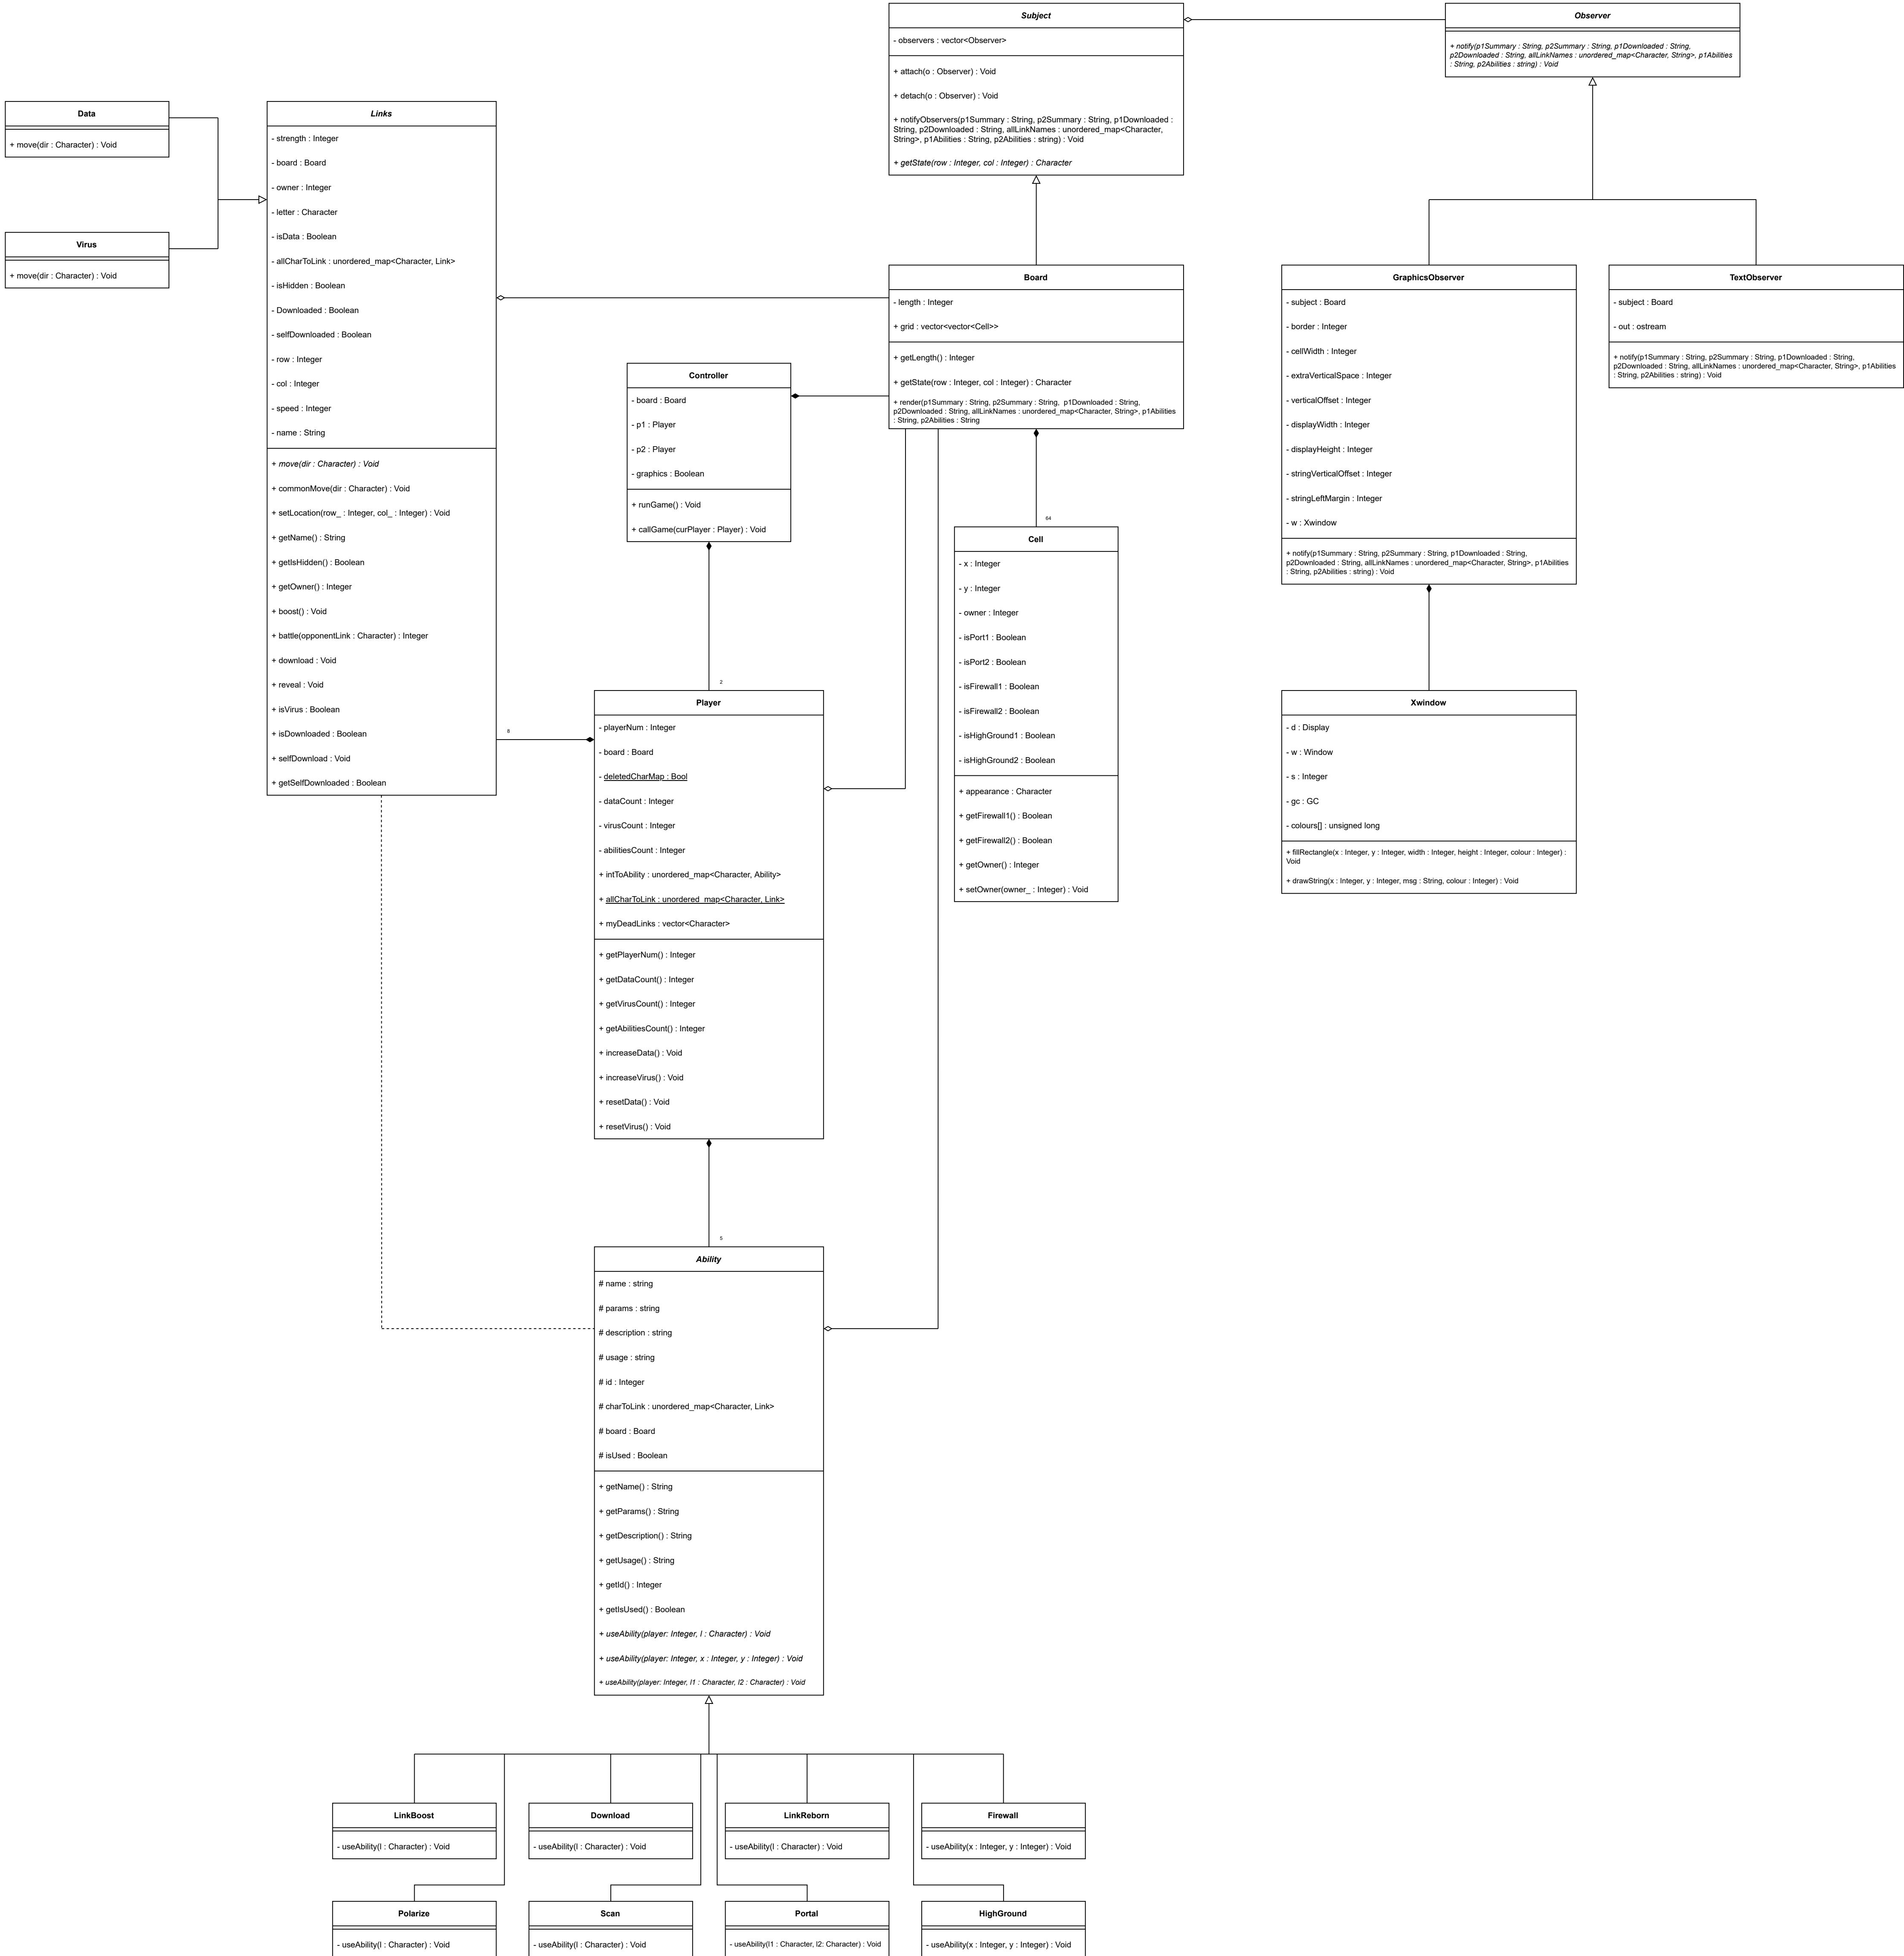 Subject
- observers : vector<Observer>
+ attach(o : Observer) : Void
+ detach(o : Observer) : Void
+ notifyObservers(p1Summary : String, p2Summary : String, p1Downloaded :
String, p2Downloaded : String, allLinkNames : unordered_map<Character,
String>, p1Abilities : String, p2Abilities : string) : Void
+ getState(row : Integer, col : Integer) : Character
Observer
+ notify(p1Summary : String, p2Summary : String, p1Downloaded : String,
p2Downloaded : String, allLinkNames : unordered_map<Character, String>, p1Abilities
: String, p2Abilities : string) : Void
Data
+ move(dir : Character) : Void
Virus
+ move(dir : Character) : Void
Links
- strength : Integer
- board : Board
- owner : Integer
- letter : Character
- isData : Boolean
- allCharToLink : unordered_map<Character, Link>
- isHidden : Boolean
- Downloaded : Boolean
- selfDownloaded : Boolean
- row : Integer
- col : Integer
- speed : Integer
- name : String
+ move(dir : Character) : Void
+ commonMove(dir : Character) : Void
+ setLocation(row_ : Integer, col_ : Integer) : Void
+ getName() : String
+ getIsHidden() : Boolean
+ getOwner() : Integer
+ boost() : Void
+ battle(opponentLink : Character) : Integer
+ download : Void
+ reveal : Void
+ isVirus : Boolean
+ isDownloaded : Boolean
+ selfDownload : Void
+ getSelfDownloaded : Boolean
Board
- length : Integer
+ grid : vector<vector<Cell>>
+ getLength() : Integer
+ getState(row : Integer, col : Integer) : Character
+ render(p1Summary : String, p2Summary : String,  p1Downloaded : String,
p2Downloaded : String, allLinkNames : unordered_map<Character, String>, p1Abilities
: String, p2Abilities : String
GraphicsObserver
- subject : Board
- border : Integer
- cellWidth : Integer
- extraVerticalSpace : Integer
- verticalOffset : Integer
- displayWidth : Integer
- displayHeight : Integer
- stringVerticalOffset : Integer
- stringLeftMargin : Integer
- w : Xwindow
+ notify(p1Summary : String, p2Summary : String, p1Downloaded : String,
p2Downloaded : String, allLinkNames : unordered_map<Character, String>, p1Abilities
: String, p2Abilities : string) : Void
TextObserver
- subject : Board
- out : ostream
+ notify(p1Summary : String, p2Summary : String, p1Downloaded : String,
p2Downloaded : String, allLinkNames : unordered_map<Character, String>, p1Abilities
: String, p2Abilities : string) : Void
Controller
- board : Board
- p1 : Player
- p2 : Player
- graphics : Boolean
+ runGame() : Void
+ callGame(curPlayer : Player) : Void
64
Cell
- x : Integer
- y : Integer
- owner : Integer
- isPort1 : Boolean
- isPort2 : Boolean
- isFirewall1 : Boolean
- isFirewall2 : Boolean
- isHighGround1 : Boolean
- isHighGround2 : Boolean
+ appearance : Character
+ getFirewall1() : Boolean
+ getFirewall2() : Boolean
+ getOwner() : Integer
+ setOwner(owner_ : Integer) : Void
2
8
Player
- playerNum : Integer
- board : Board
- deletedCharMap : Bool
- dataCount : Integer
- virusCount : Integer
- abilitiesCount : Integer
+ intToAbility : unordered_map<Character, Ability>
+ allCharToLink : unordered_map<Character, Link>
+ myDeadLinks : vector<Character>
+ getPlayerNum() : Integer
+ getDataCount() : Integer
+ getVirusCount() : Integer
+ getAbilitiesCount() : Integer
+ increaseData() : Void
+ increaseVirus() : Void
+ resetData() : Void
+ resetVirus() : Void
Xwindow
- d : Display
- w : Window
- s : Integer
- gc : GC
- colours[] : unsigned long
+ fillRectangle(x : Integer, y : Integer, width : Integer, height : Integer, colour : Integer) :
Void
+ drawString(x : Integer, y : Integer, msg : String, colour : Integer) : Void
5
Ability
# name : string
# params : string
# description : string
# usage : string
# id : Integer
# charToLink : unordered_map<Character, Link>
# board : Board
# isUsed : Boolean
+ getName() : String
+ getParams() : String
+ getDescription() : String
+ getUsage() : String
+ getId() : Integer
+ getIsUsed() : Boolean
+ useAbility(player: Integer, l : Character) : Void
+ useAbility(player: Integer, x : Integer, y : Integer) : Void
+ useAbility(player: Integer, l1 : Character, l2 : Character) : Void
LinkBoost
- useAbility(l : Character) : Void
Download
- useAbility(l : Character) : Void
LinkReborn
- useAbility(l : Character) : Void
Firewall
- useAbility(x : Integer, y : Integer) : Void
Polarize
- useAbility(l : Character) : Void
Scan
- useAbility(l : Character) : Void
Portal
- useAbility(l1 : Character, l2: Character) : Void
HighGround
- useAbility(x : Integer, y : Integer) : Void